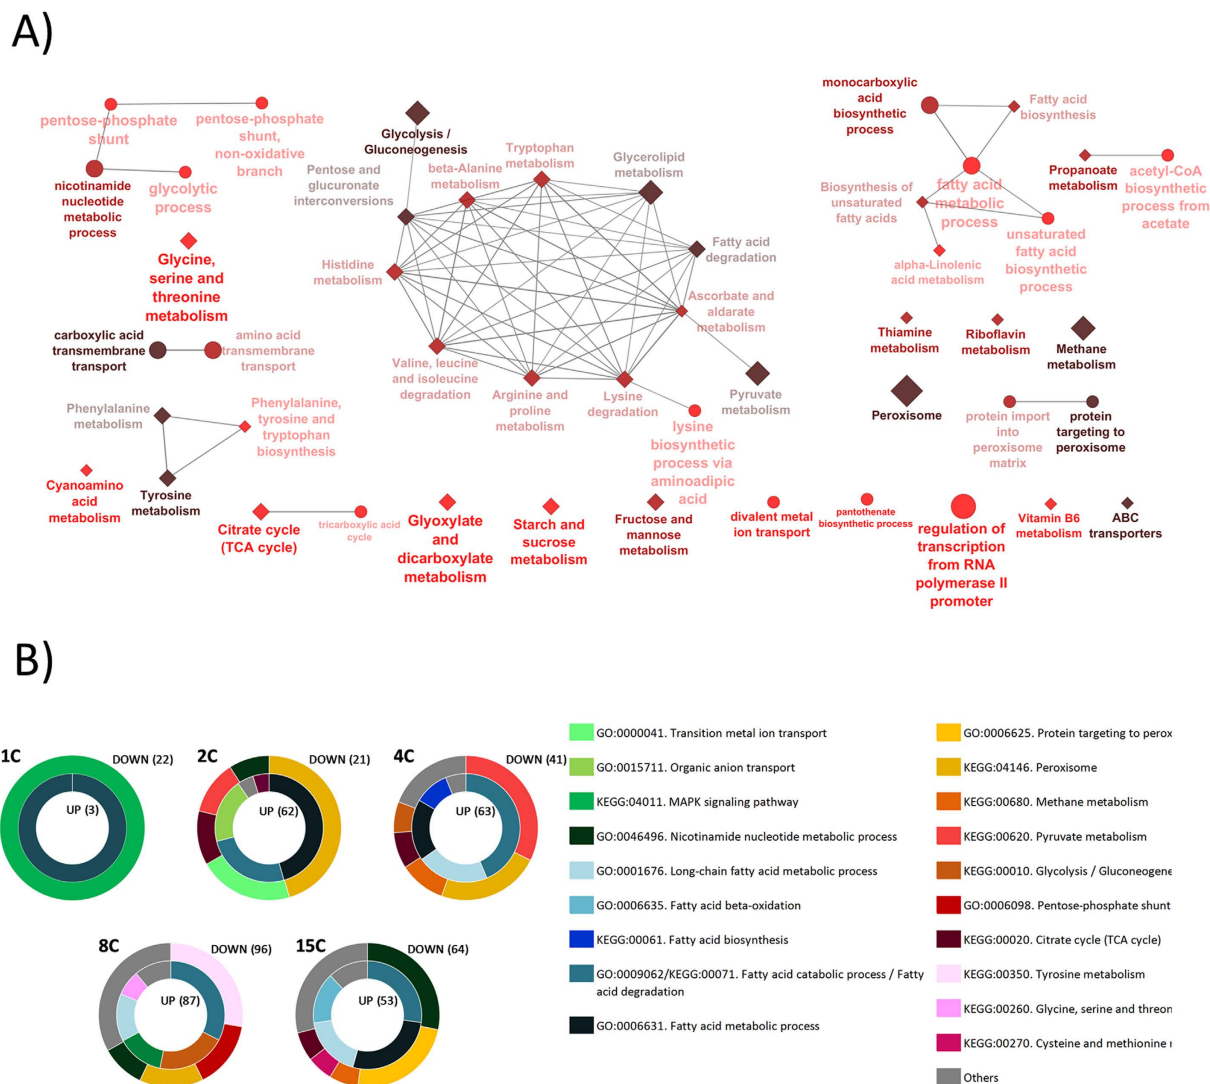 A)
pentose-phosphate
shunt
pentose-phosphate
shunt,
non-oxidative
branch
nicotinamide
nucleotide
metabolic
process
glycolytic
process
Glycine,
serine and
threonine
metabolism
carboxylic acid
transmembrane
transport
amino acid
transmembrane
transport
Phenylalanine
metabolism
Phenylalanine,
tyrosine and
tryptophan
biosynthesis
Tyrosine
metabolism
Cyanoamino
acid
metabolism
Glycolysis /
Gluconeogenesis
Pentose and
glucuronate
interconversions
beta-Alanine
metabolism
Tryptophan
metabolism
Glycerolipid
metabolism
Fatty acid
degradation
Histidine
metabolism
Ascorbate and
aldarate
metabolism
Valine, leucine
and isoleucine
degradation
Arginine and
proline
metabolism
Lysine
degradation
Pyruvate
metabolism
lysine
biosynthetic
process via
aminoadipic
acid
monocarboxylic
acid
biosynthetic
process
Fatty acid
biosynthesis
fatty acid
metabolic
process
Biosynthesis of
unsaturated
fatty acids
unsaturated
fatty acid
biosynthetic
process
alpha-Linolenic
acid metabolism
Propanoate
metabolism
acetyl-CoA
biosynthetic
process from
acetate
Thiamine
metabolism
Riboflavin
metabolism
Methane
metabolism
Peroxisome
protein import
into
peroxisome
matrix
protein
targeting to
peroxisome
Citrate cycle
(TCA cycle)
tricarboxylic acid
cycle
Glyoxylate
and
dicarboxylate
metabolism
Starch and
sucrose
metabolism
Fructose and
mannose
metabolism
divalent metal
ion transport
pantothenate
biosynthetic process
regulation of
transcription
from RNA
polymerase II
promoter
Vitamin B6
metabolism
ABC
transporters
B)
1C
DOWN (22)
UP (3)
2C
DOWN (21)
UP (62)
4C
DOWN (41)
UP (63)
8C
DOWN (96)
UP (87)
15C
DOWN (64)
UP (53)
GO:0000041. Transition metal ion transport
GO:0015711. Organic anion transport
KEGG:04011. MAPK signaling pathway
GO:0046496. Nicotinamide nucleotide metabolic process
GO:0001676. Long-chain fatty acid metabolic process
GO:0006635. Fatty acid beta-oxidation
KEGG:00061. Fatty acid biosynthesis
GO:0009062/KEGG:00071. Fatty acid catabolic process / Fatty
acid degradation
GO:0006631. Fatty acid metabolic process
GO:0006625. Protein targeting to perox
KEGG:04146. Peroxisome
KEGG:00680. Methane metabolism
KEGG:00620. Pyruvate metabolism
KEGG:00010. Glycolysis / Gluconeogene
GO:0006098. Pentose-phosphate shunt
KEGG:00020. Citrate cycle (TCA cycle)
KEGG:00350. Tyrosine metabolism
KEGG:00260. Glycine, serine and threon
KEGG:00270. Cysteine and methionine
Others